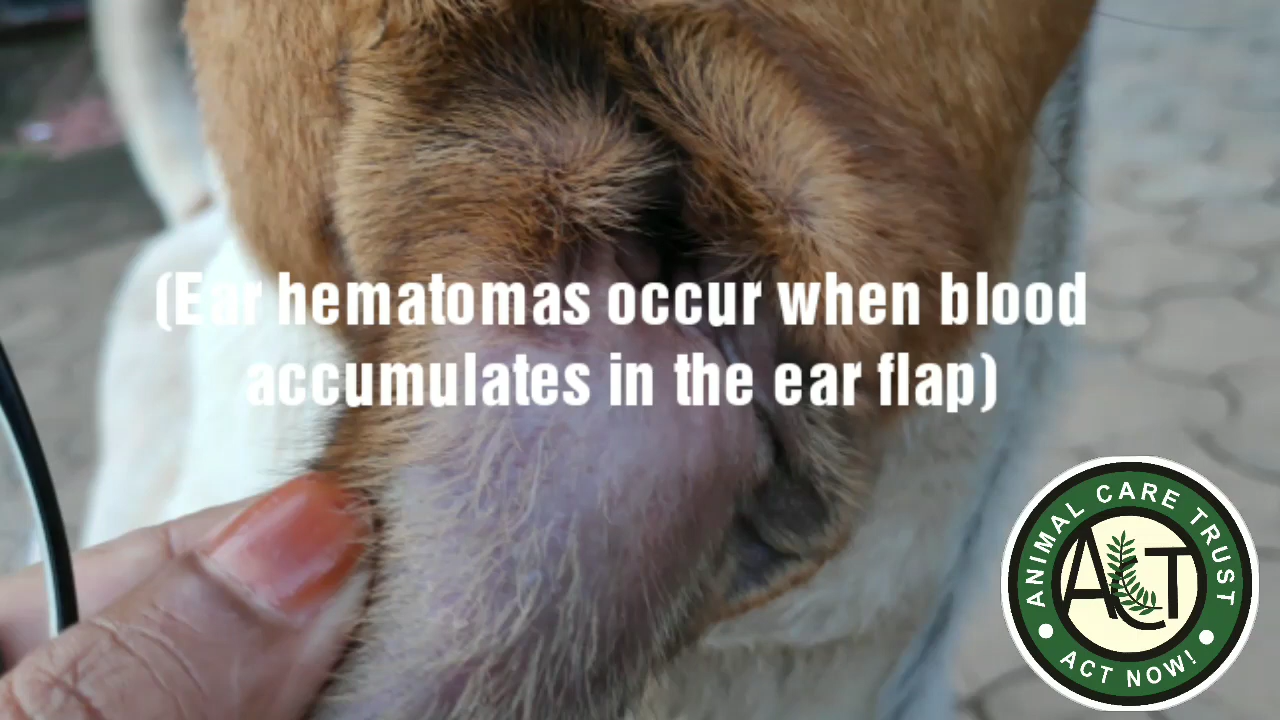 (Ear hematomas occur when blood
accumulates in the ear flap)
ANIMAL CARE TRUST
ACT
ACT NOW!